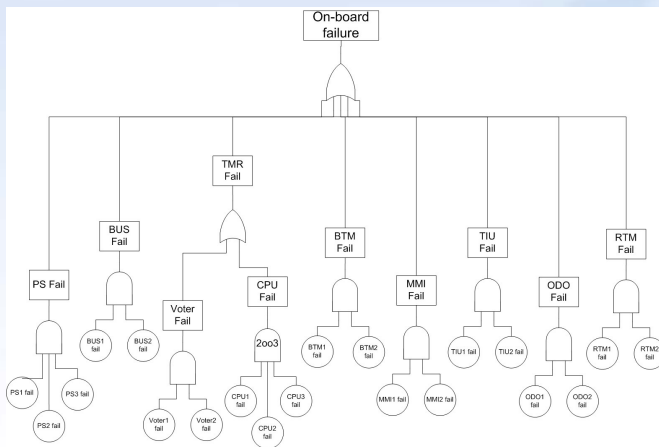 On-board
failure
TMR
Fail
BUS
Fail
BTM
Fail
TIU
Fail
RTM
Fail
PS Fail
Voter
Fail
CPU
Fail
MMI
Fail
ODO
Fail
2oo3
BUS1
fail
BUS2
fail
BTM1
fail
BTM2
fail
TIU1 fail
TIU2 fail
RTM1
fail
RTM2
fail
PS1 fail
PS2 fail
PS3 fail
Voter1
fail
Voter2
fail
CPU1
fail
CPU2
fail
CPU3
fail
MMI1 fail
MMI2 fail
ODO1
fail
ODO2
fail